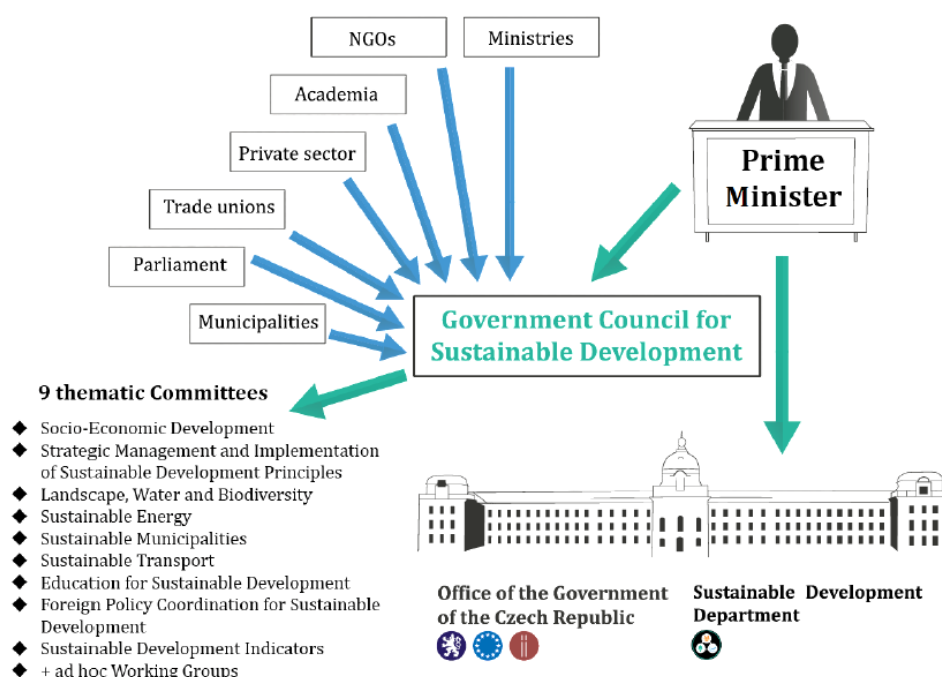 NGOs
Ministries
Academia
Private sector
Trade unions
Parliament
Municipalities
Prime
Minister
Government Council for
Sustainable Development
9 thematic Committees
◆ Socio-Economic Development
◆ Strategic Management and Implementation
of Sustainable Development Principles
◆ Landscape, Water and Biodiversity
◆ Sustainable Energy
◆ Sustainable Municipalities
◆ Sustainable Transport
◆ Education for Sustainable Development
◆ Foreign Policy Coordination for Sustainable
Development
◆ Sustainable Development Indicators
◆ + ad hoc Working Groups
Office of the Government
of the Czech Republic
Sustainable Development
Department